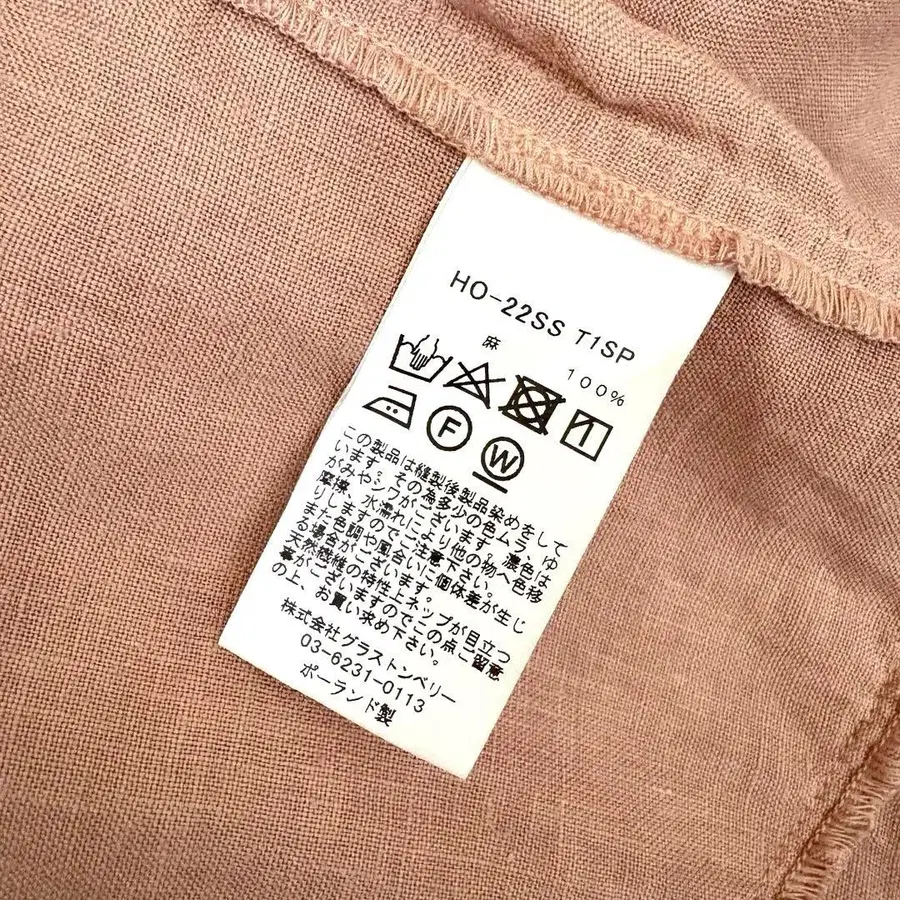 HO-22SS T1SP
麻
100%
F
W
この製品は縫製後製品染めをして
います。その為多少の色ムラ、ゆ
がみやシワがございます。濃色は
摩擦、水濡れにより他の物へ色移
りしますのでご注意下さい。
また色調や風合いに個体差が生じ
る場合がございます。
天然繊維の特性上ネップが目立つ
事がございますのでこの点ご留意
の上、お買い求め下さい。
株式会社グラストンベリー
03-6231-0113
ポーランド製